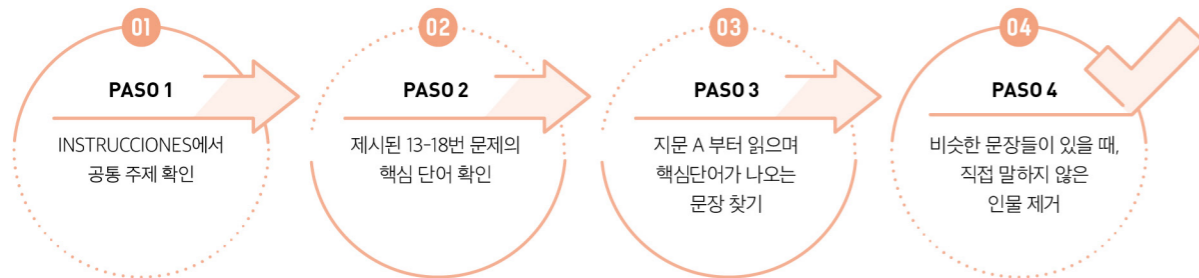 01
PASO 1
INSTRUCCIONES에서
공통 주제 확인
02
PASO 2
제시된 13-18번 문제의
핵심 단어 확인
03
PASO 3
지문 A 부터 읽으며
핵심단어가 나오는
문장 찾기
04
PASO 4
비슷한 문장들이 있을 때,
직접 말하지 않은
인물 제거